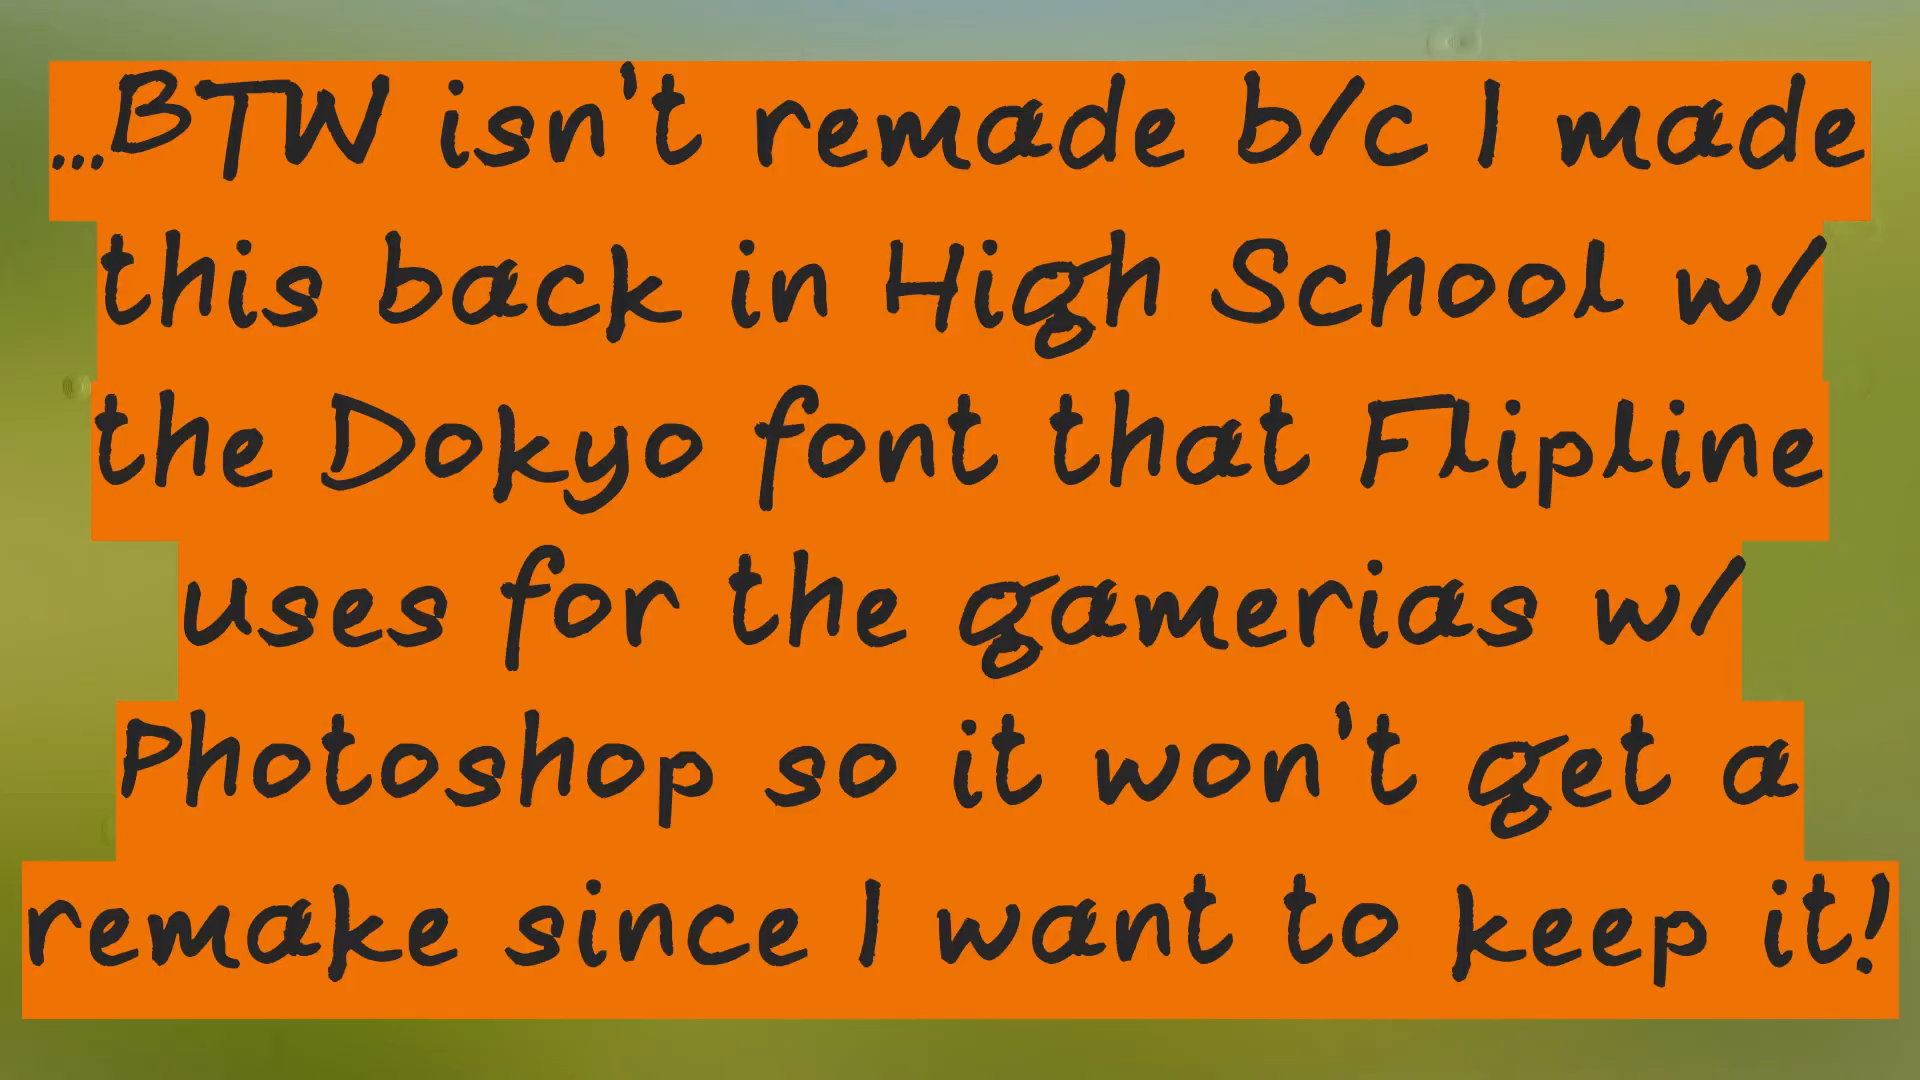 ...BTW isn't remade b/c I made
this back in High School w/
the Dokyo font that Flipline
uses for the gamerias w/
Photoshop so it won't get a
remake since I want to keep it!